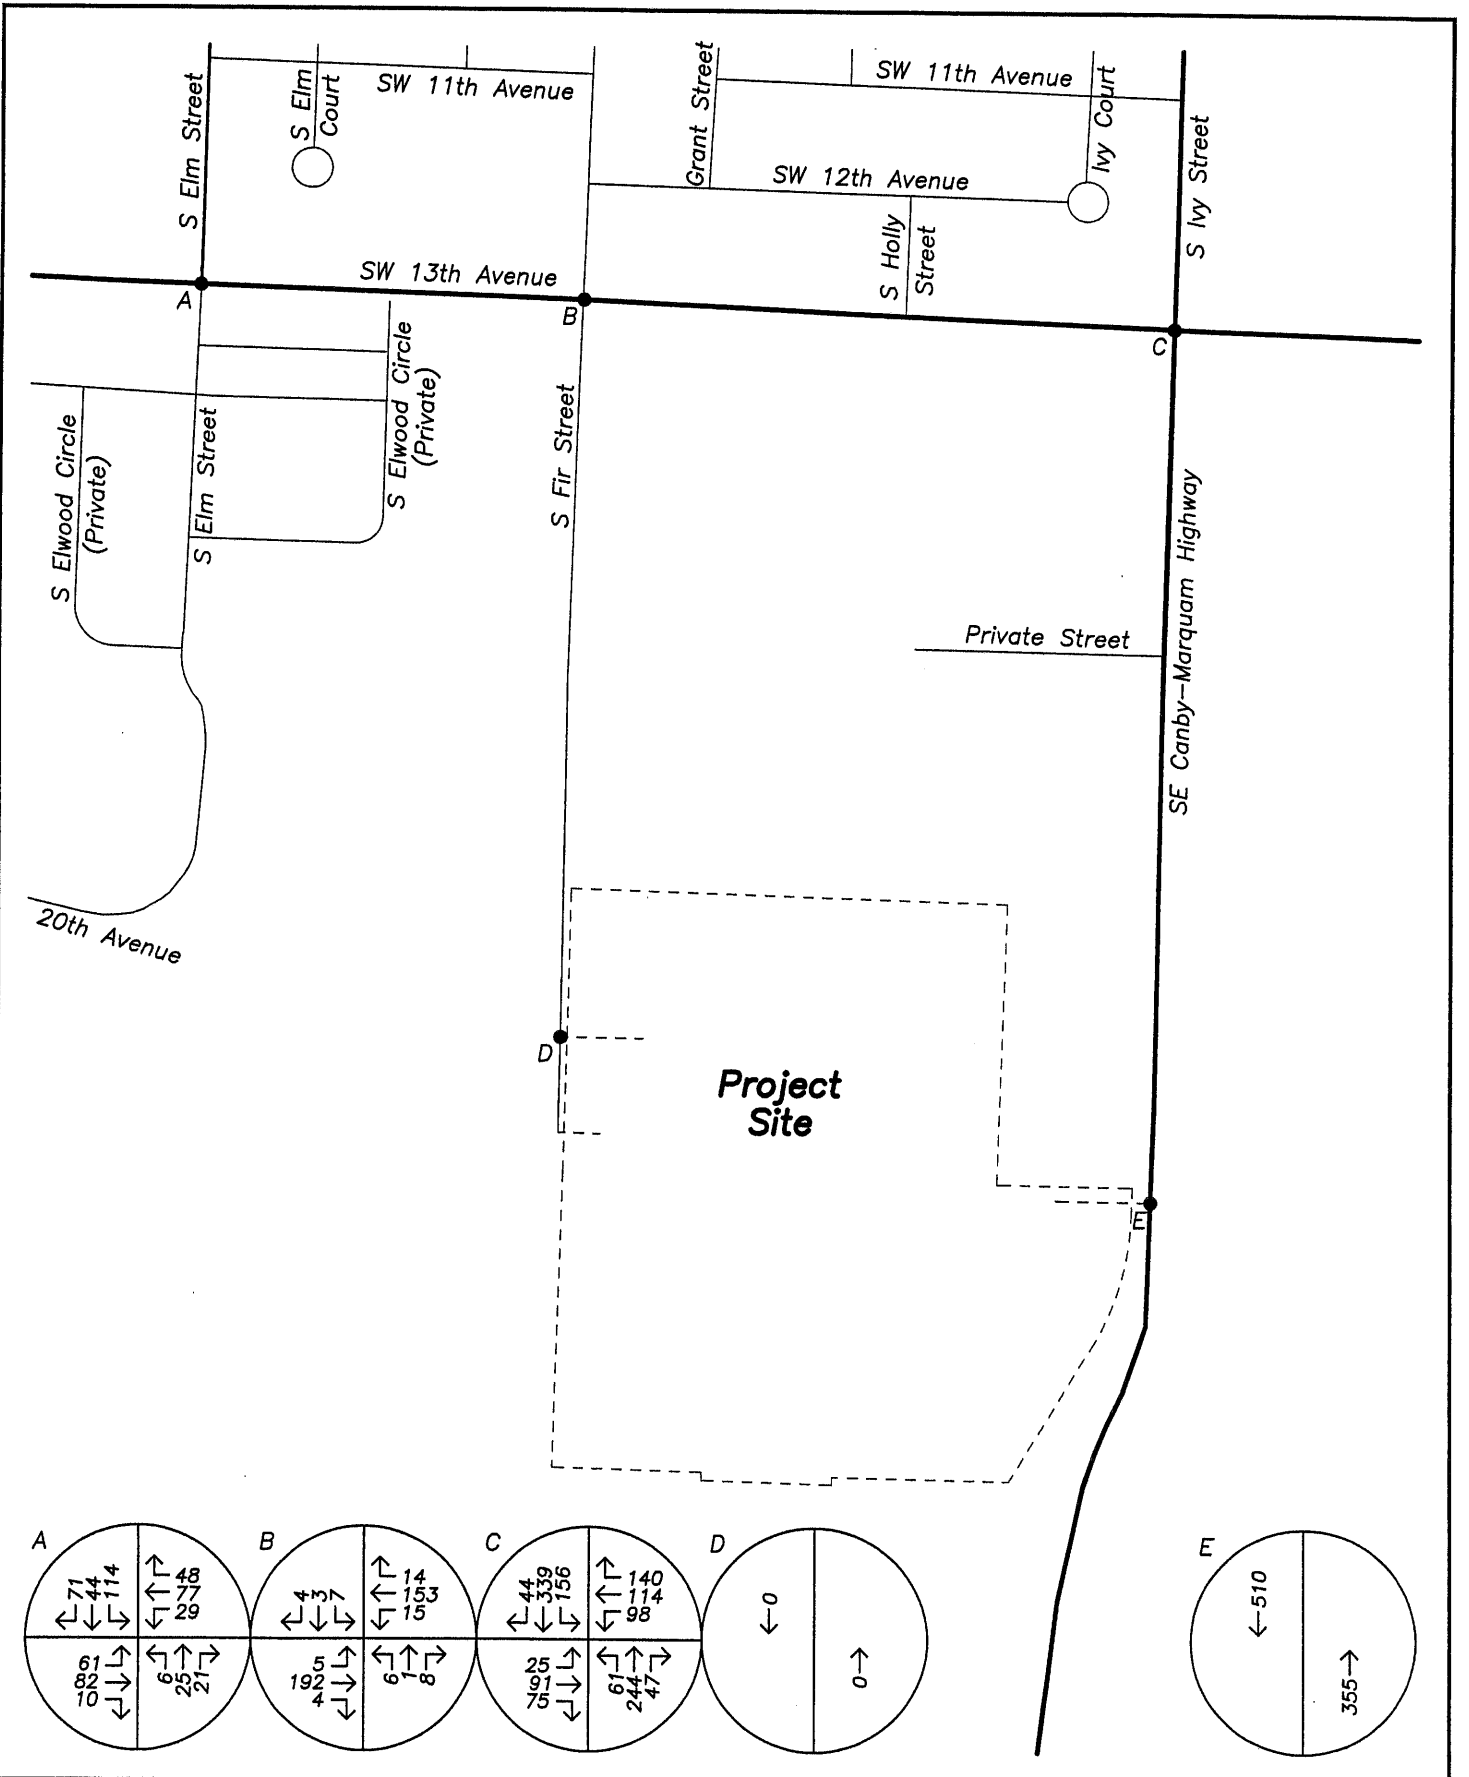 S Elm Street
S Elm
Court
SW 11th Avenue
Grant Street
SW 11th Avenue
Ivy Court
S Ivy Street
SW 12th Avenue
S Holly
Street
SW 13th Avenue
A
B
C
S Elwood Circle
(Private)
S Elm Street
S Elwood Circle
(Private)
S Fir Street
SE Canby-Marquam Highway
Private Street
20th Avenue
D
Project
Site
E
A
71
44
114
48
77
29
61
82
10
6
25
21
B
4
3
7
14
153
15
5
192
4
6
1
8
C
44
339
156
140
114
98
25
91
75
61
244
47
D
0
0
E
510
355